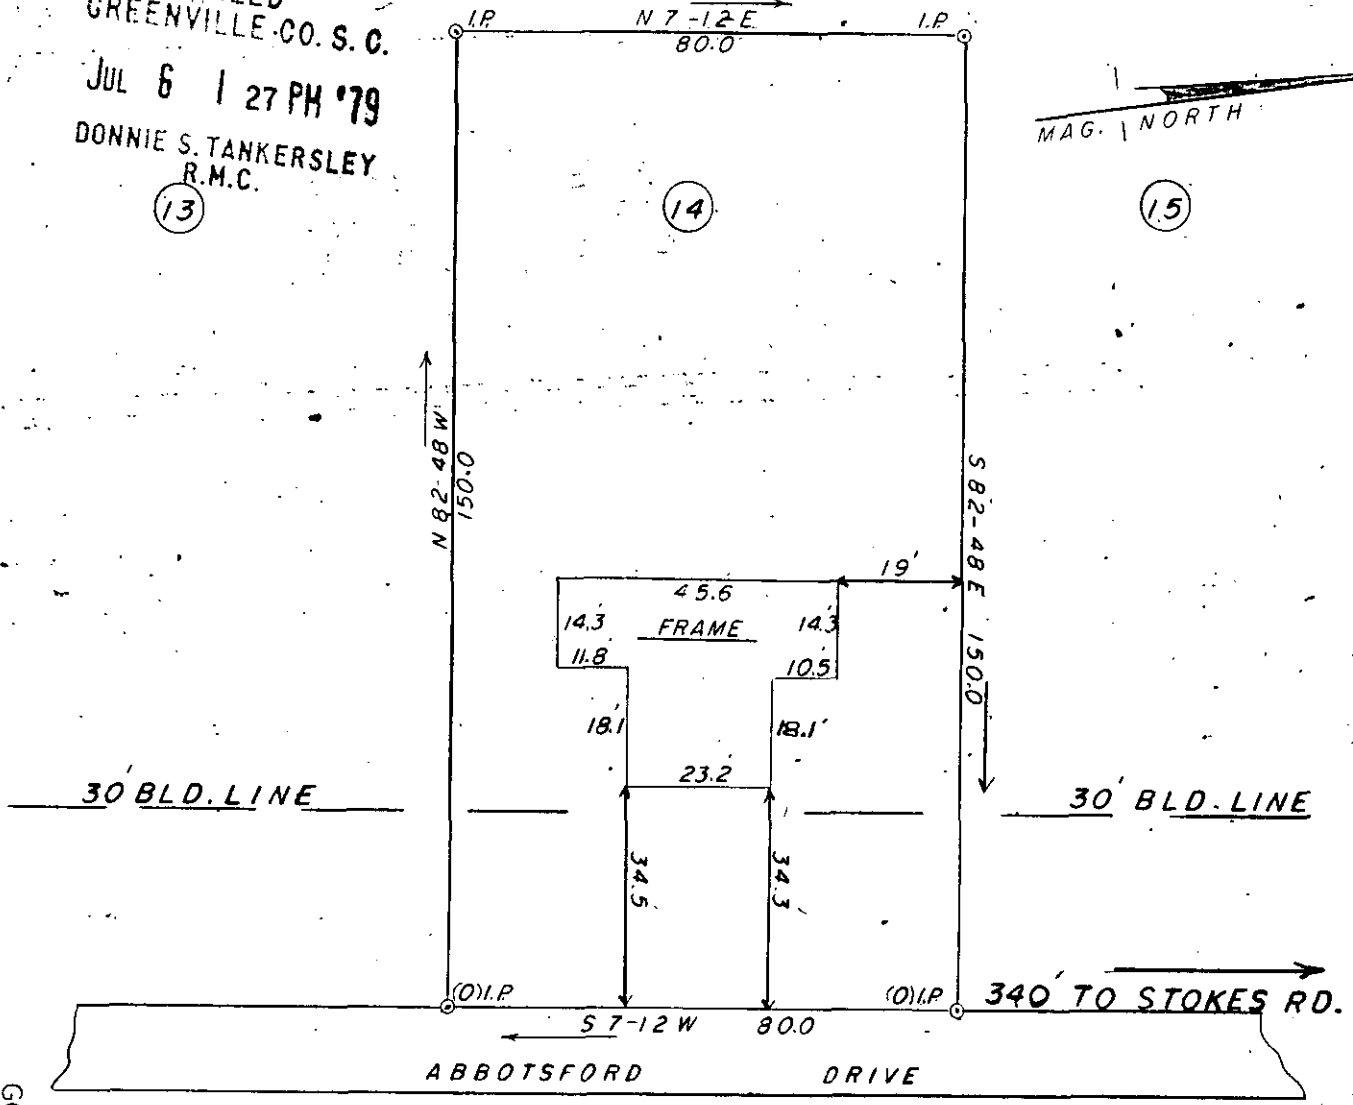 GREENVILLE CO. S. C.
JUL 6 1 27 PM '79
DONNIE S. TANKERSLEY
R.M.C.
I.P.
N 7-12 E
I.P.
80.0
MAG. NORTH
13
14
15
N 82-48 W
150.0
S 82-48 E 150.0
19'
45.6
14.3'
FRAME
14.3'
11.8'
10.5'
18.1'
18.1'
23.2'
30' BLD. LINE
30' BLD. LINE
34.5'
34.3'
(O) I.P.
(O) I.P.
340' TO STOKES RD.
S 7-12 W 80.0
ABBOTSFORD DRIVE